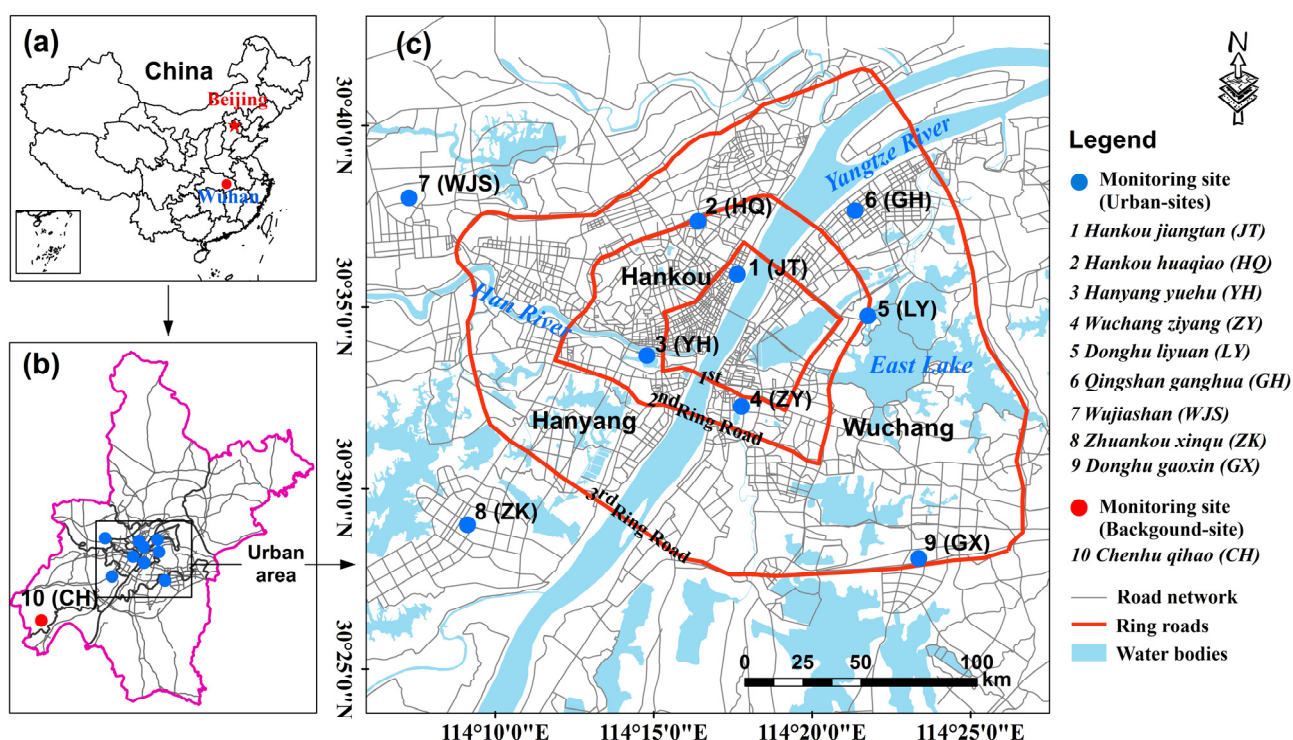 (a)
China
Beijing
Wuhan
(b)
10 (CH)
Urban
area
(c)
30°40'0"N
30°35'0"N
30°30'0"N
30°25'0"N
7 (WJS)
2 (HQ)
6 (GH)
Yangtze River
1 (JT)
Hankou
Han River
5 (LY)
3 (YH)
East Lake
1st
4 (ZY)
2nd Ring Road
Hanyang
Wuchang
3rd Ring Road
8 (ZK)
9 (GX)
0 25 50 100
km
114°10'0"E 114°15'0"E 114°20'0"E 114°25'0"E
N
Legend
Monitoring site
(Urban-sites)
1 Hankou jiangtan (JT)
2 Hankou huaqiao (HQ)
3 Hanyang yuehu (YH)
4 Wuchang ziyang (ZY)
5 Donghu liyuan (LY)
6 Qingshan ganghua (GH)
7 Wujiashan (WJS)
8 Zhuankou xinqu (ZK)
9 Donghu gaoxin (GX)
Monitoring site
(Backgound-site)
10 Chenhu qihao (CH)
Road network
Ring roads
Water bodies